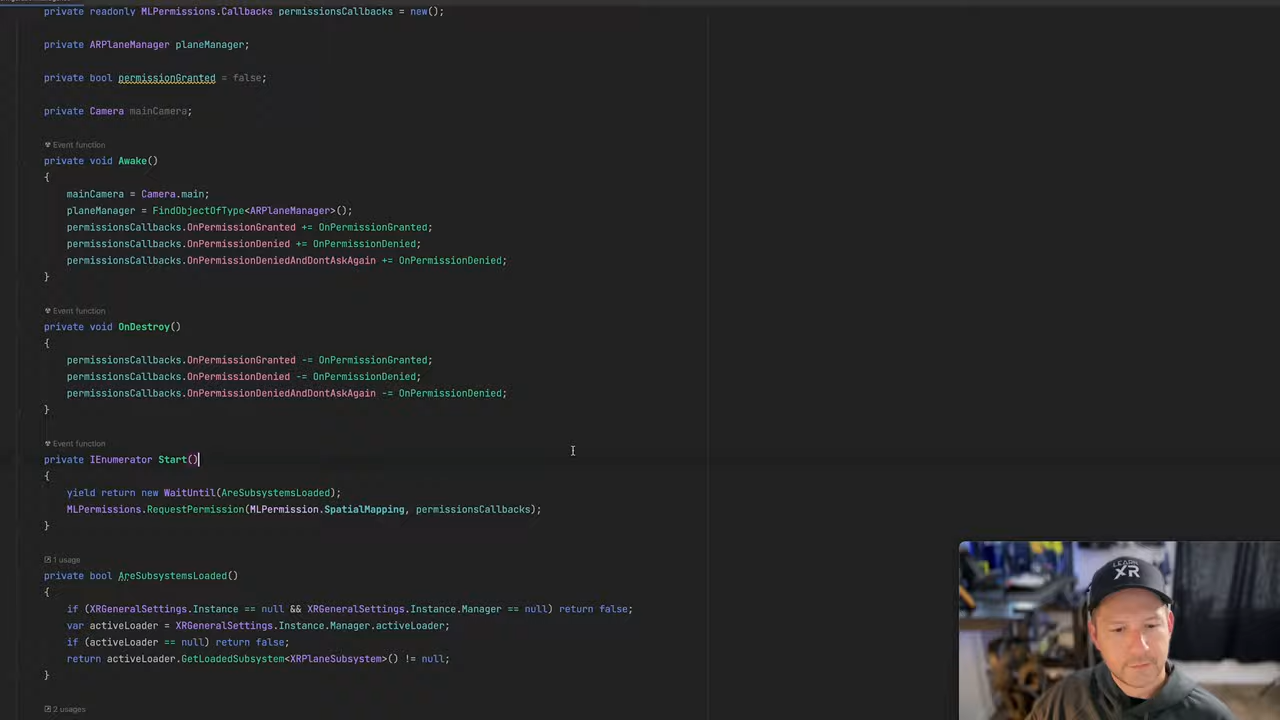 private readonly MLPermissions.Callbacks permissionsCallbacks = new();
private ARPlaneManager planeManager;
private bool permissionGranted = false;
private Camera mainCamera;
Event function
private void Awake()
{
mainCamera = Camera.main;
planeManager = FindObjectOfType<ARPlaneManager>();
permissionsCallbacks.OnPermissionGranted += OnPermissionGranted;
permissionsCallbacks.OnPermissionDenied += OnPermissionDenied;
permissionsCallbacks.OnPermissionDeniedAndDontAskAgain += OnPermissionDenied;
}
Event function
private void OnDestroy()
{
permissionsCallbacks.OnPermissionGranted -= OnPermissionGranted;
permissionsCallbacks.OnPermissionDenied -= OnPermissionDenied;
permissionsCallbacks.OnPermissionDeniedAndDontAskAgain -= OnPermissionDenied;
}
Event function
private IEnumerator Start()
{
yield return new WaitUntil(AreSubsystemsLoaded);
MLPermissions.RequestPermission(MLPermission.SpatialMapping, permissionsCallbacks);
}
1 usage
private bool AreSubsystemsLoaded()
{
if (XRGeneralSettings.Instance == null && XRGeneralSettings.Instance.Manager == null) return false;
var activeLoader = XRGeneralSettings.Instance.Manager.activeLoader;
if (activeLoader == null) return false;
return activeLoader.GetLoadedSubsystem<XRPlaneSubsystem>() != null;
}
2 usages
LEARN
XR